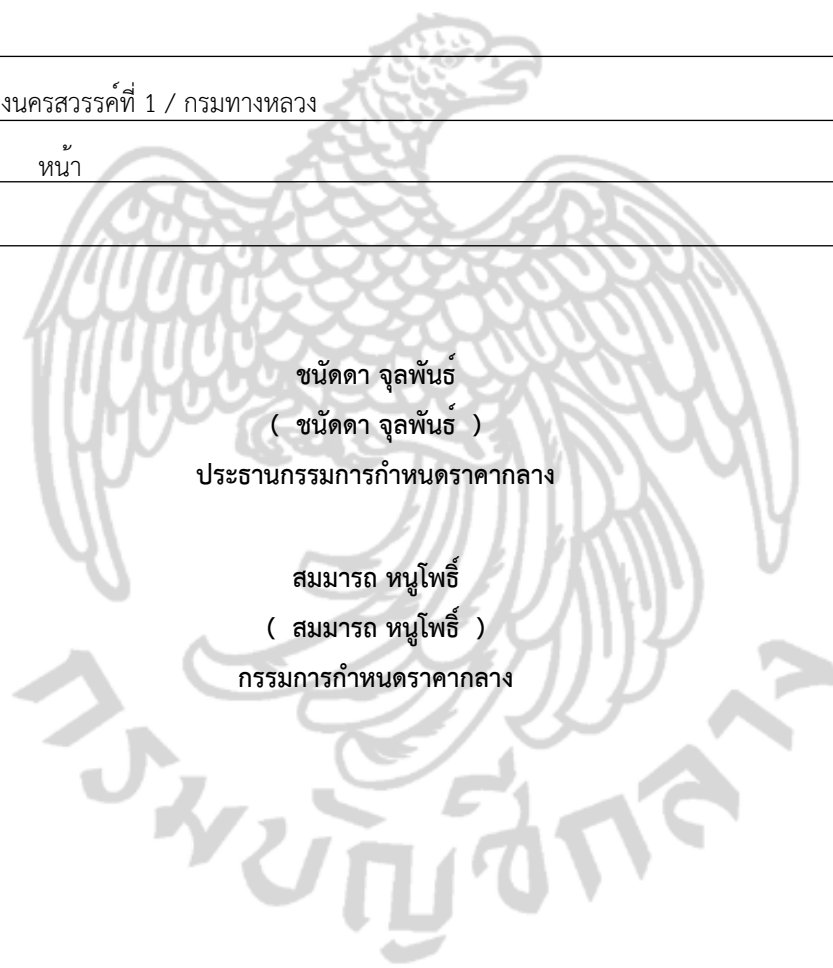 งนครสวรรค์ที่ 1 / กรมทางหลวง
หน้า
ชนัดดา จุลพันธ์
( ชนัดดา จุลพันธ์ )
ประธานกรรมการกำหนดราคากลาง
สมมารถ หนูโพธิ์
( สมมารถ หนูโพธิ์ )
กรรมการกำหนดราคากลาง
กรมบัญชีกลาง